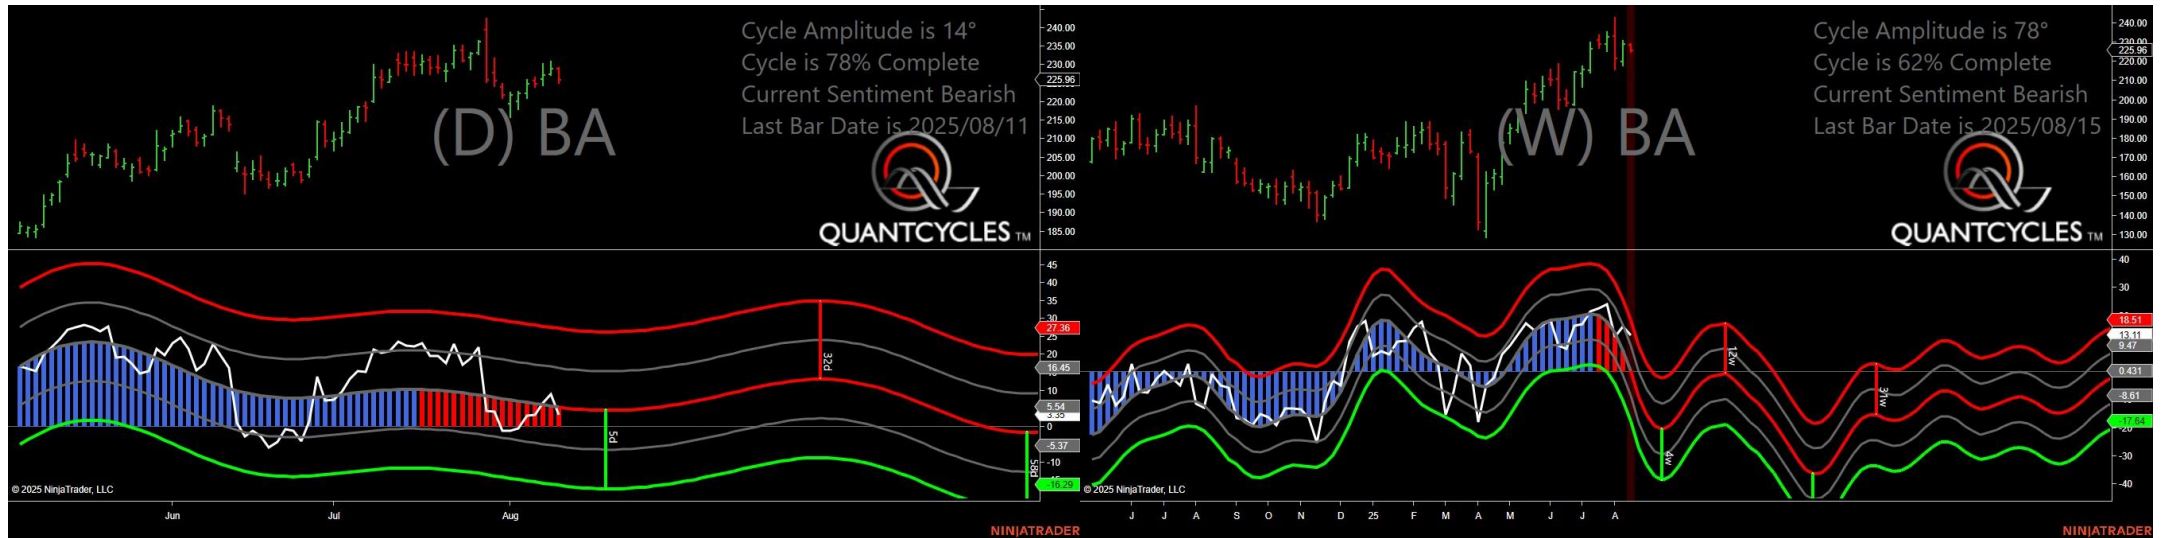 Cycle Amplitude is 14°
Cycle is 78% Complete
Current Sentiment Bearish
Last Bar Date is 2025/08/11
(D) BA
QUANTCYCLES TM
240.00
235.00
230.00
225.96
220.00
215.00
210.00
205.00
200.00
195.00
190.00
185.00
45
40
35
30
27.36
25
20
16.45
10
5.54
3.35
0
-5.37
-10
-16.29
5d
32d
58d
© 2025 NinjaTrader, LLC
Jun
Jul
Aug
NINJATRADER
Cycle Amplitude is 78°
Cycle is 62% Complete
Current Sentiment Bearish
Last Bar Date is 2025/08/15
(W) BA
QUANTCYCLES TM
240.00
230.00
225.96
220.00
210.00
200.00
190.00
180.00
170.00
160.00
150.00
140.00
130.00
40
30
18.51
13.11
9.47
0.431
-8.61
-17.64
-20
-30
-40
4w
12w
31w
© 2025 NinjaTrader, LLC
J J A S O N D 25 F M A M J J A
NINJATRADER